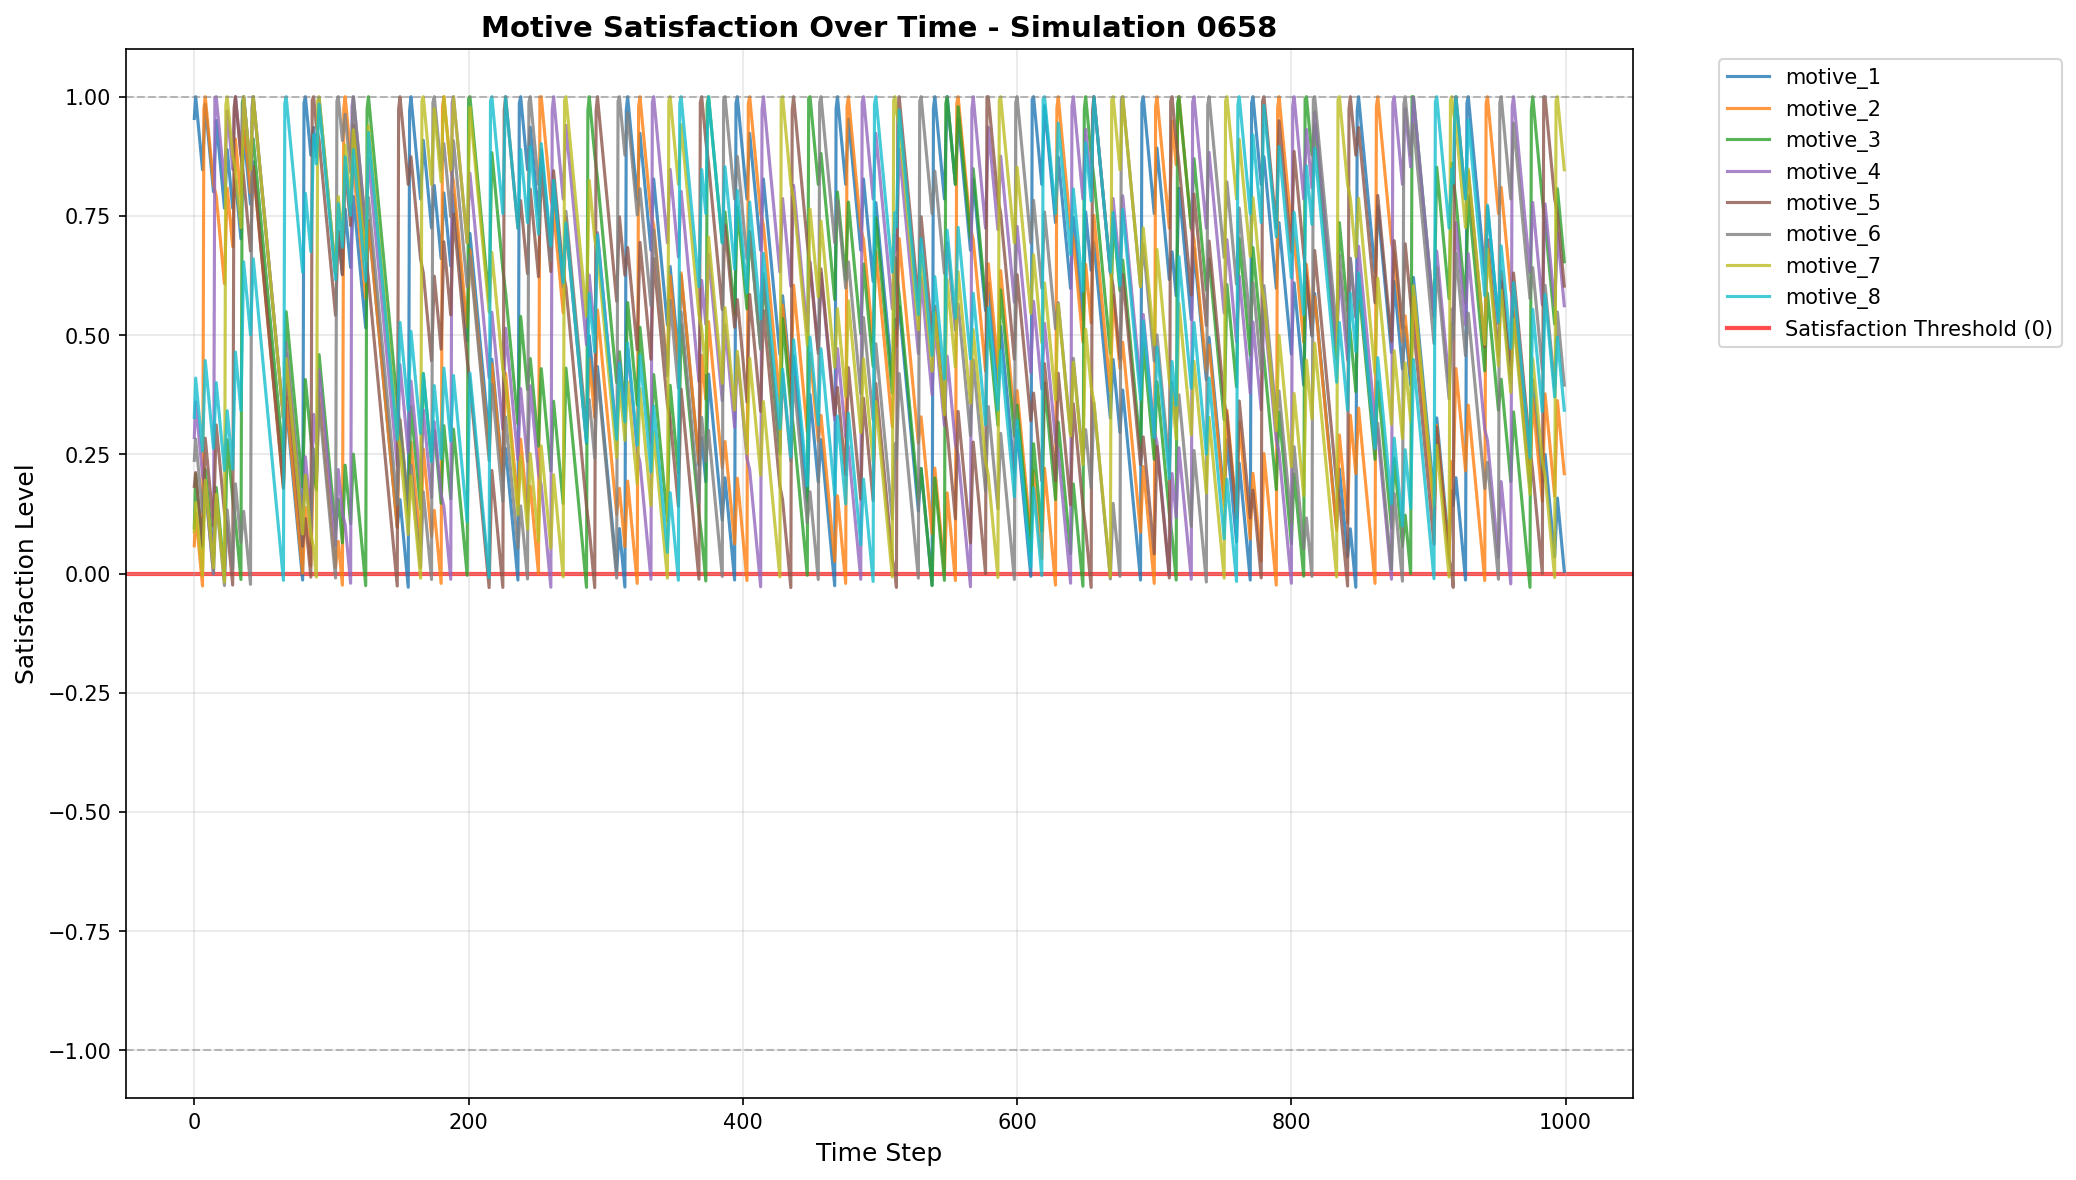 Motive Satisfaction Over Time - Simulation 0658
Satisfaction Level
1.00
0.75
0.50
0.25
0.00
−0.25
−0.50
−0.75
−1.00
0
200
400
600
800
1000
Time Step
motive_1
motive_2
motive_3
motive_4
motive_5
motive_6
motive_7
motive_8
Satisfaction Threshold (0)